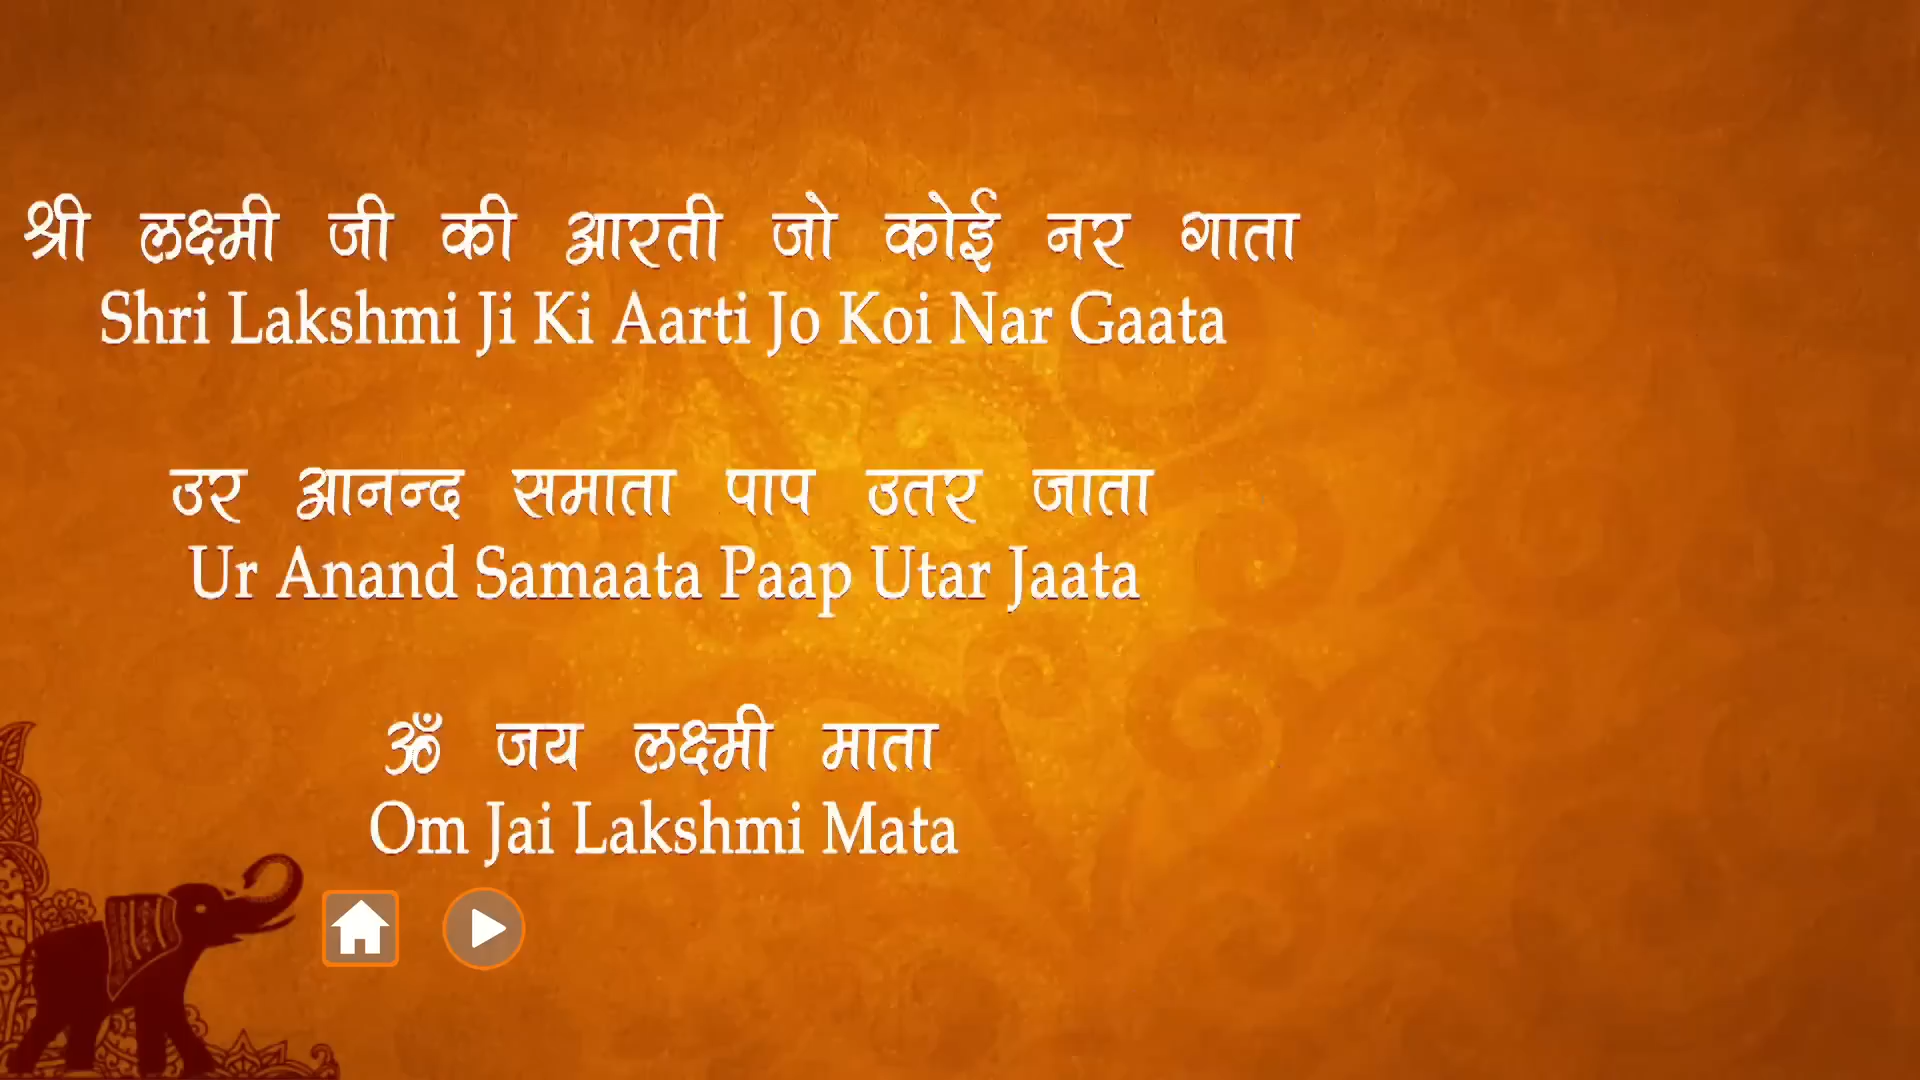 श्री लक्ष्मी जी की आरती जो कोई नर गाता
Shri Lakshmi Ji Ki Aarti Jo Koi Nar Gaata
उर आनन्द समाता पाप उतर जाता
Ur Anand Samaata Paap Utar Jaata
ॐ जय लक्ष्मी माता
Om Jai Lakshmi Mata